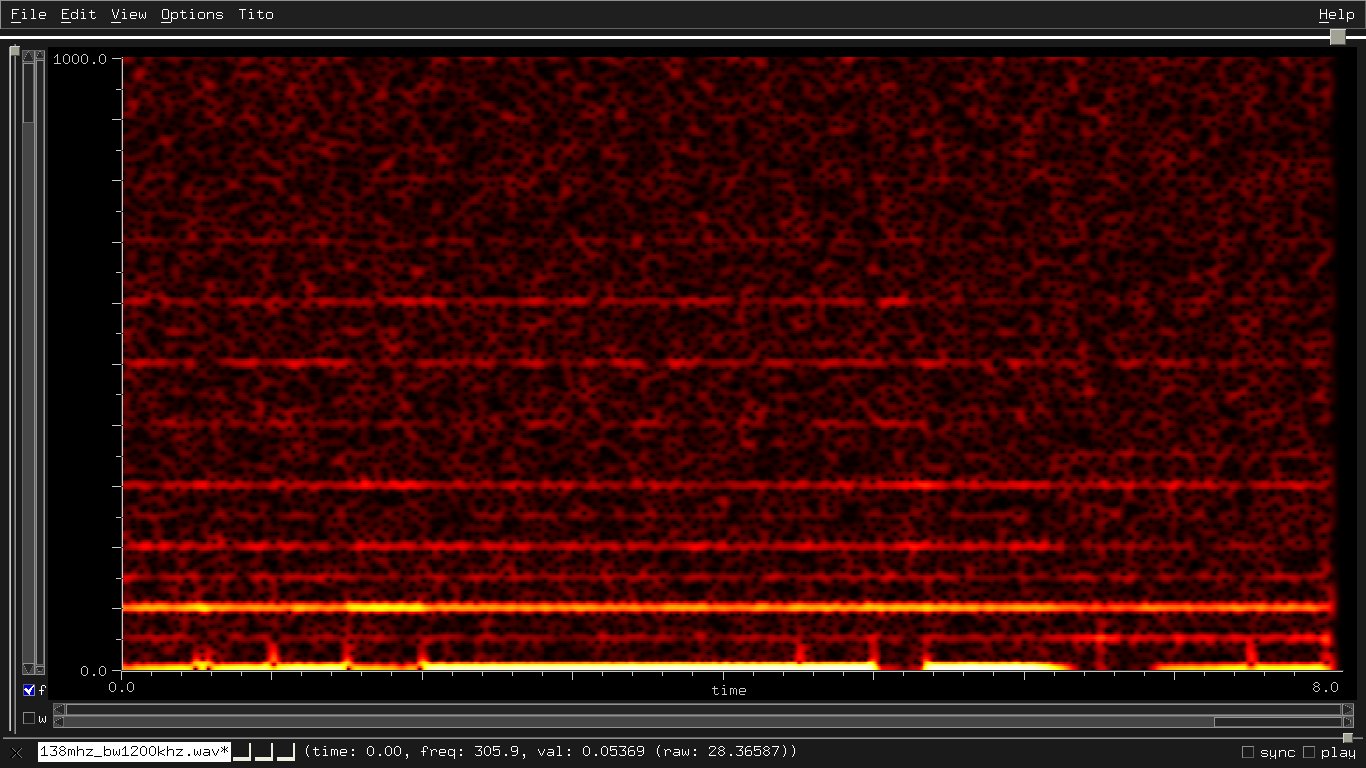 File Edit View Options Tito Help
1000.0
0.0
0.0 time 8.0
f
w
138mhz_bw1200khz.wav* (time: 0.00, freq: 305.9, val: 0.05369 (raw: 28.36587)) sync play